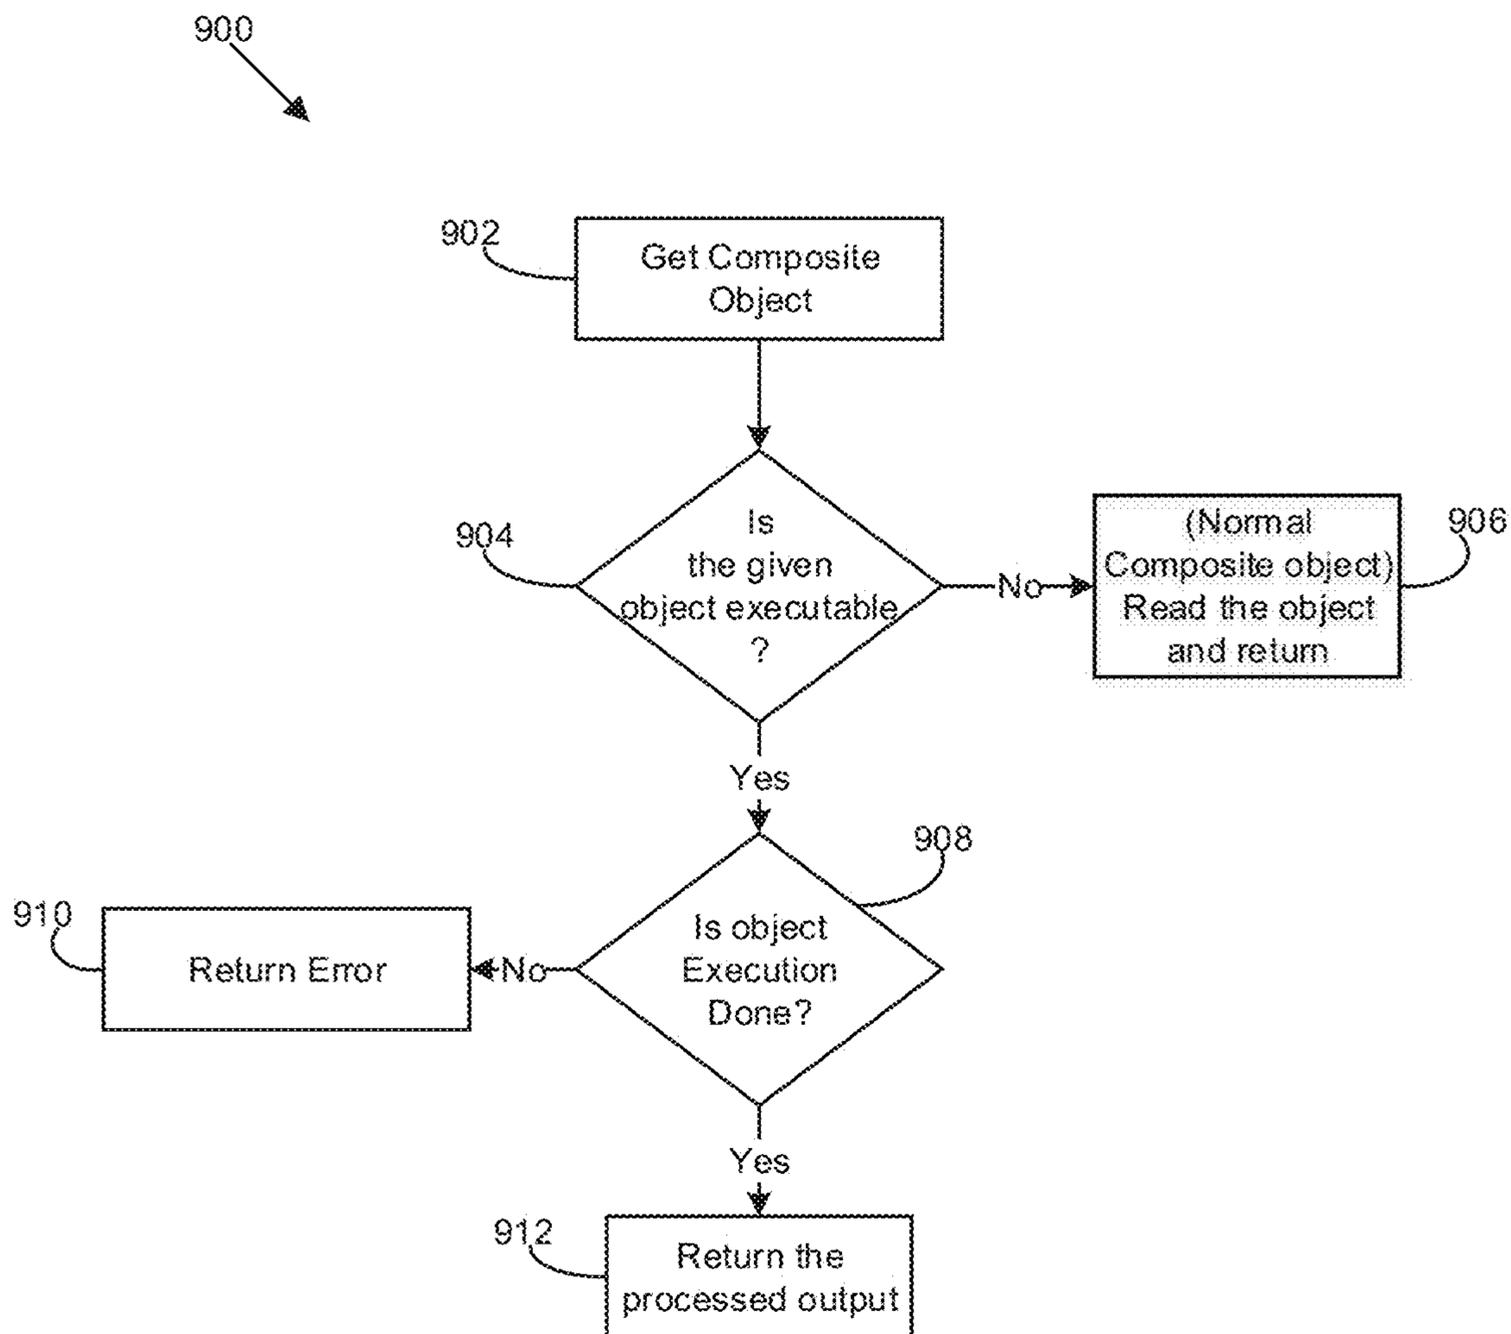 900
902
Get Composite
Object
904
Is
the given
object executable
?
No
(Normal
Composite object)
Read the object
and return
906
Yes
908
910
Return Error
No
Is object
Execution
Done?
Yes
912
Return the
processed output